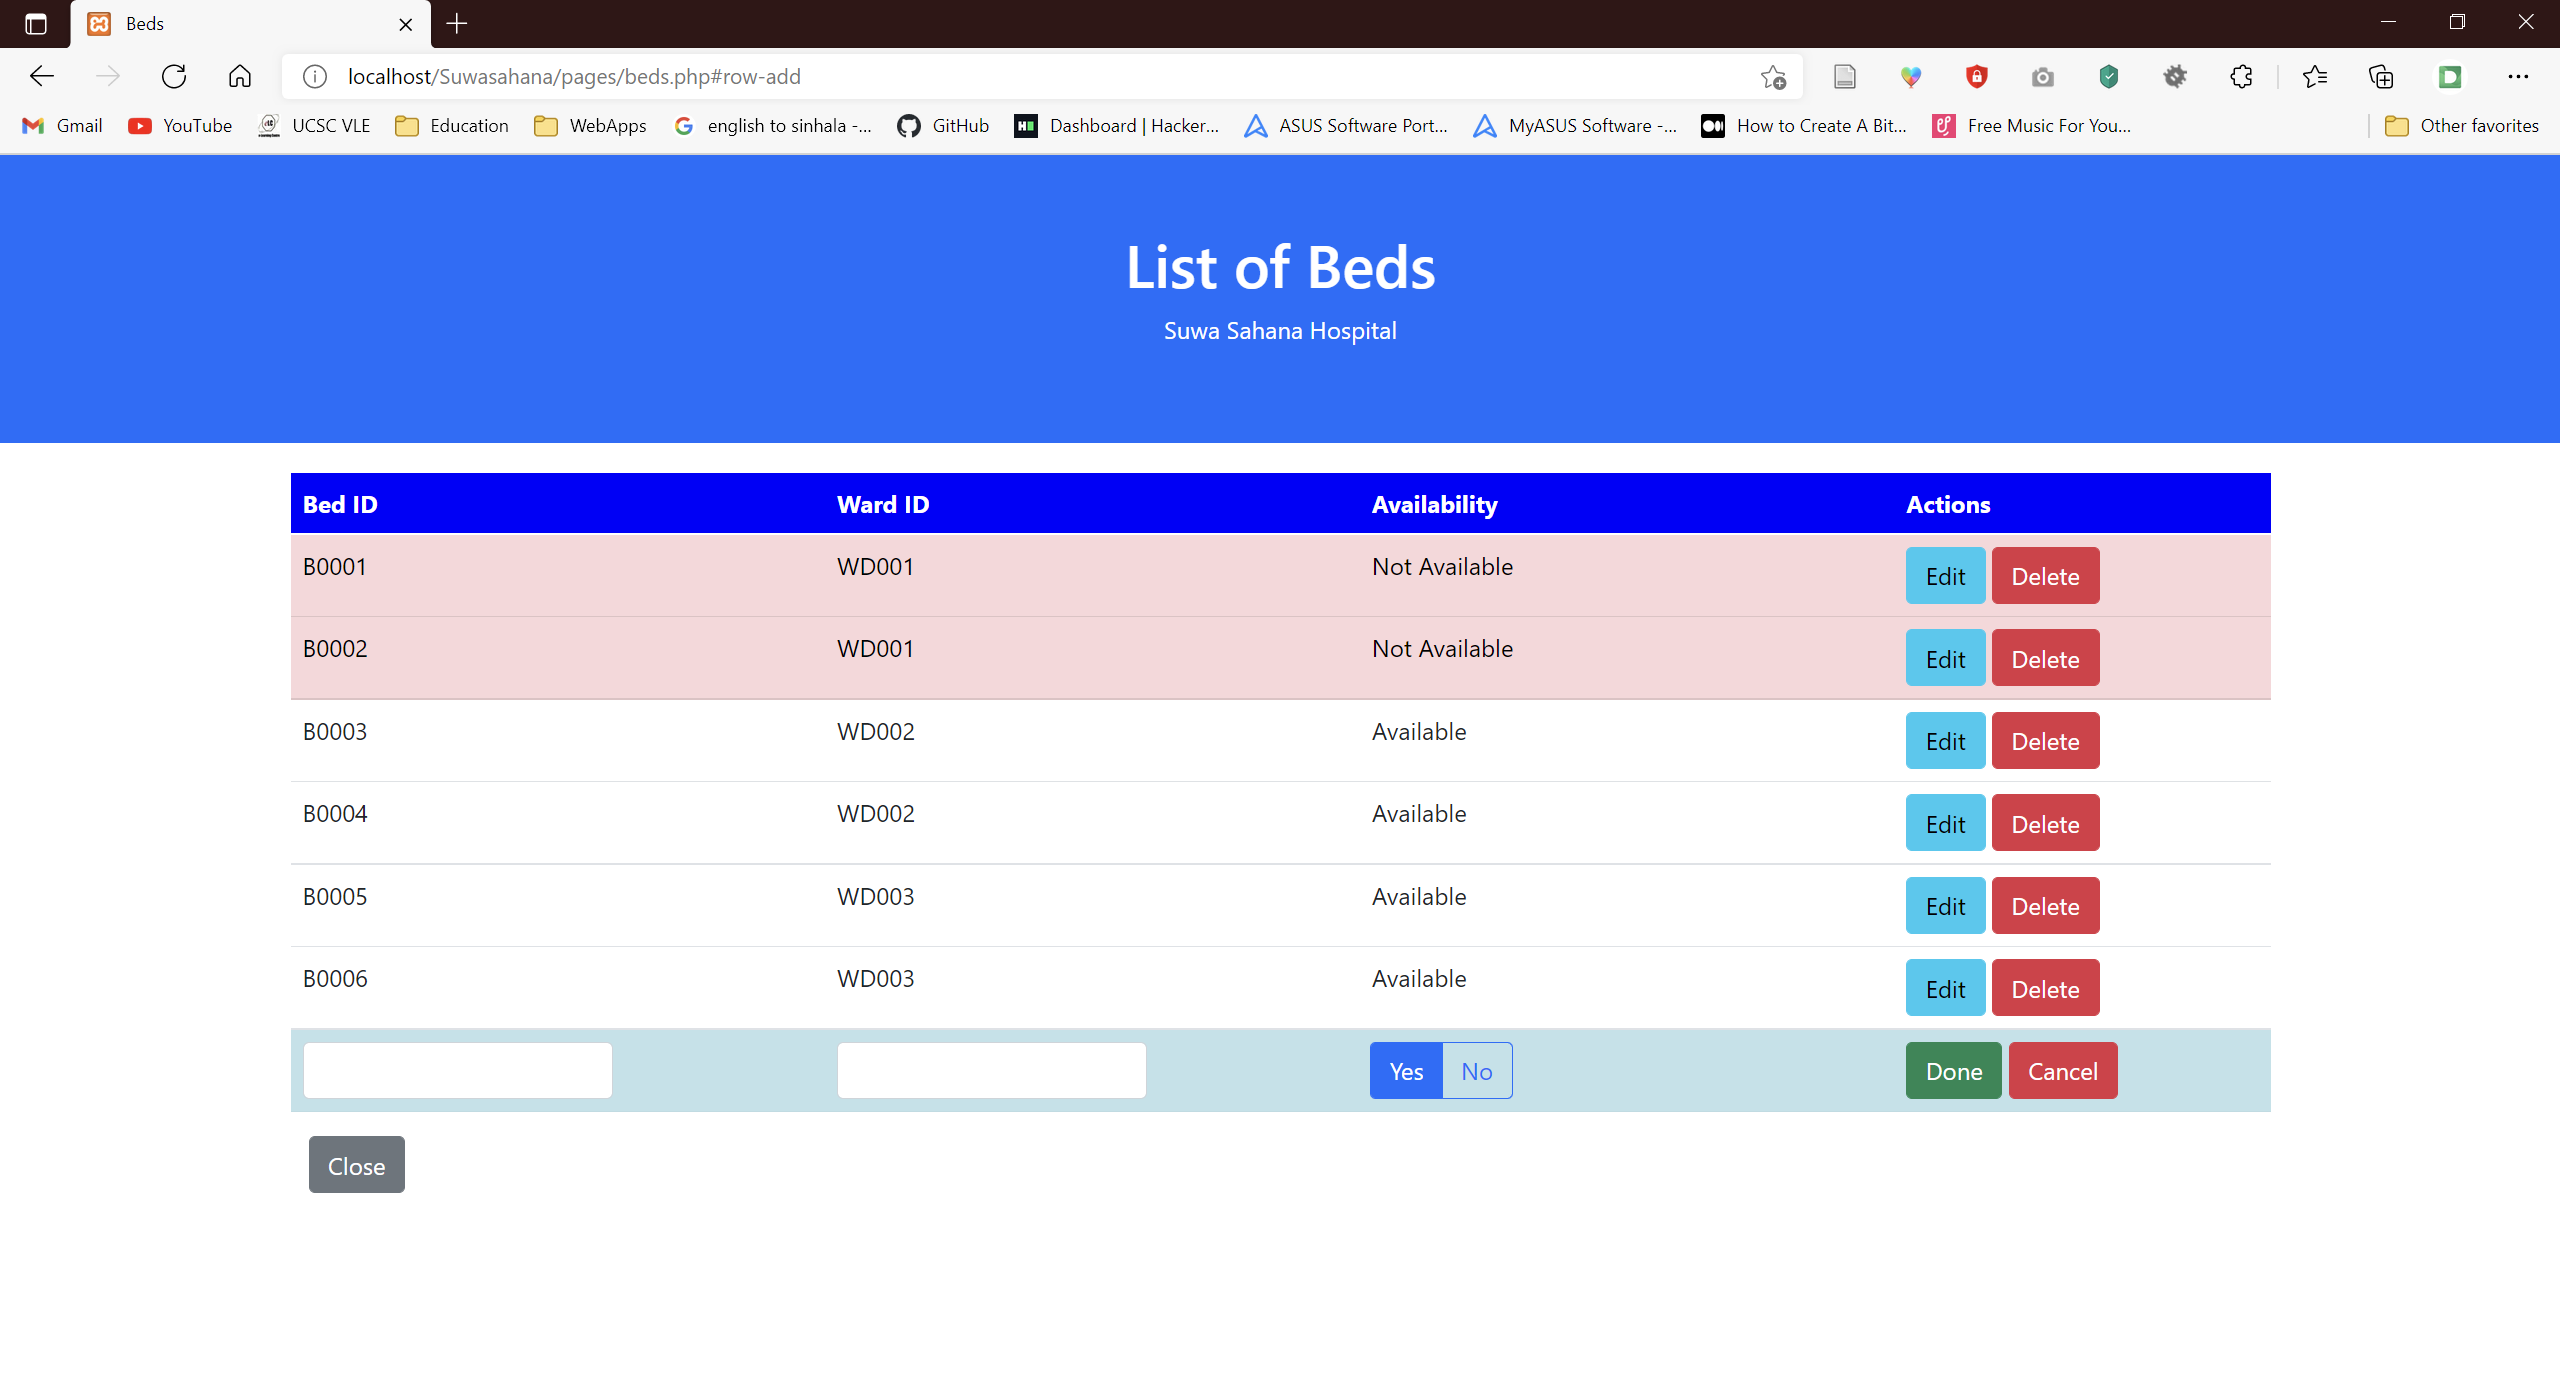 Beds
localhost/Suwasahana/pages/beds.php#row-add
Gmail YouTube UCSC VLE Education WebApps english to sinhala -... GitHub Dashboard | Hacker... ASUS Software Port... MyASUS Software -... How to Create A Bit... Free Music For You... Other favorites
List of Beds
Suwa Sahana Hospital
Bed ID Ward ID Availability Actions
B0001 WD001 Not Available Edit Delete
B0002 WD001 Not Available Edit Delete
B0003 WD002 Available Edit Delete
B0004 WD002 Available Edit Delete
B0005 WD003 Available Edit Delete
B0006 WD003 Available Edit Delete
Yes No Done Cancel
Close